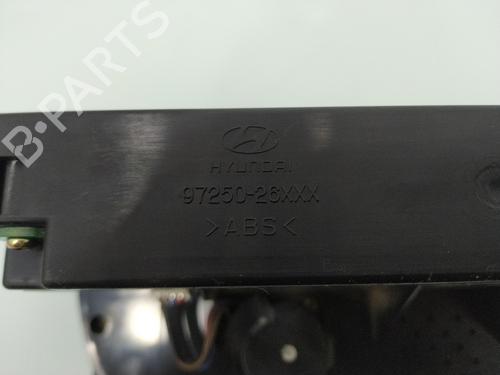 HYUNDAI
97250-26XXX
>ABS<
B-PARTS